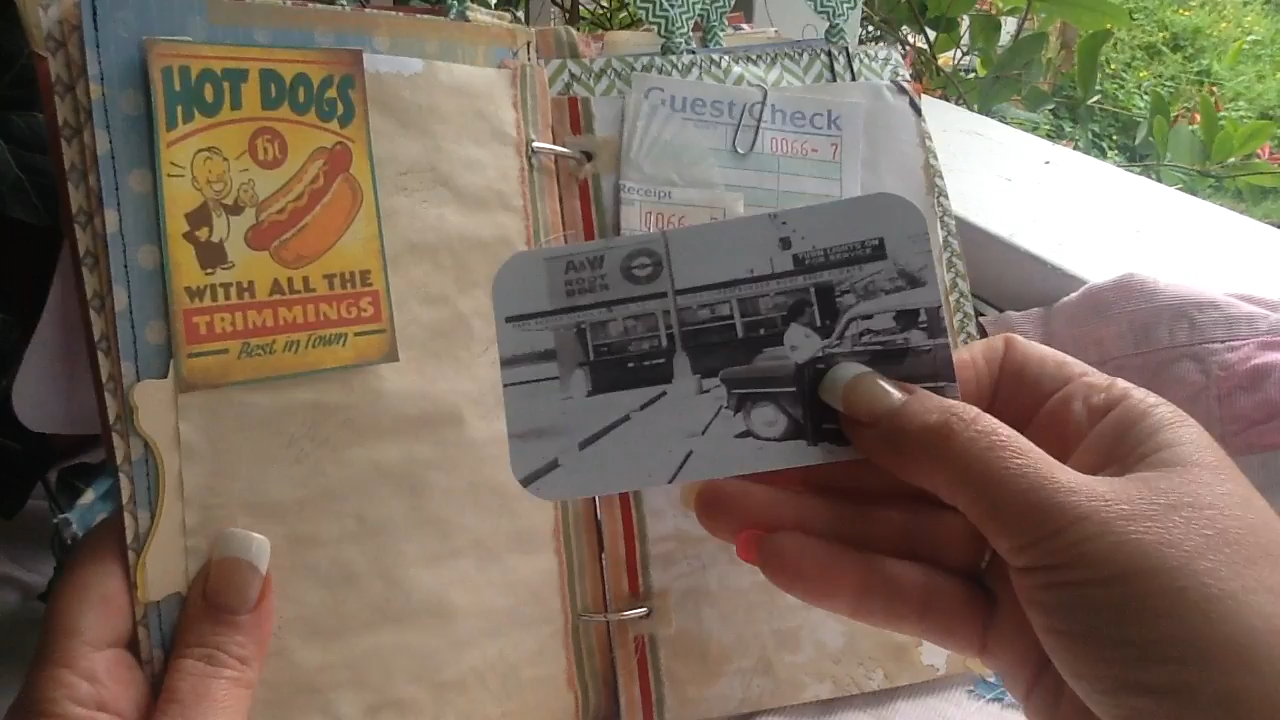 HOT DOGS
15¢
WITH ALL THE
TRIMMINGS
Best in Town
Guest Check
0066- 7
Receipt
0066
A&W
ROOT
BEER
TURN LIGHTS ON
FOR SERVICE